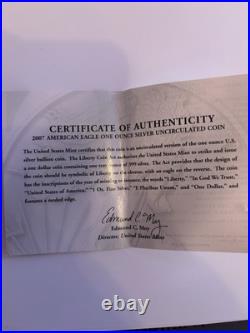 CERTIFICATE OF AUTHENTICITY
2007 AMERICAN EAGLE ONE OUNCE SILVER UNCIRCULATED COIN
The United States Mint certifies that this coin is an uncirculated version of the one ounce U.S.
silver bullion coin. The Liberty Coin Act authorizes the United States Mint to strike and issue
a one dollar coin containing one troy ounce of .999 silver. The Act provides that the design of
the coin should be symbolic of Liberty on the obverse, with an eagle on the reverse. The coin
has the inscriptions of the year of minting or issuance, the words "Liberty," "In God We Trust,"
"United States of America," "1 Oz. Fine Silver," "E Pluribus Unum," and "One Dollar," and
features a reeded edge.
Edmund C. Moy
Edmund C. Moy
Director, United States Mint